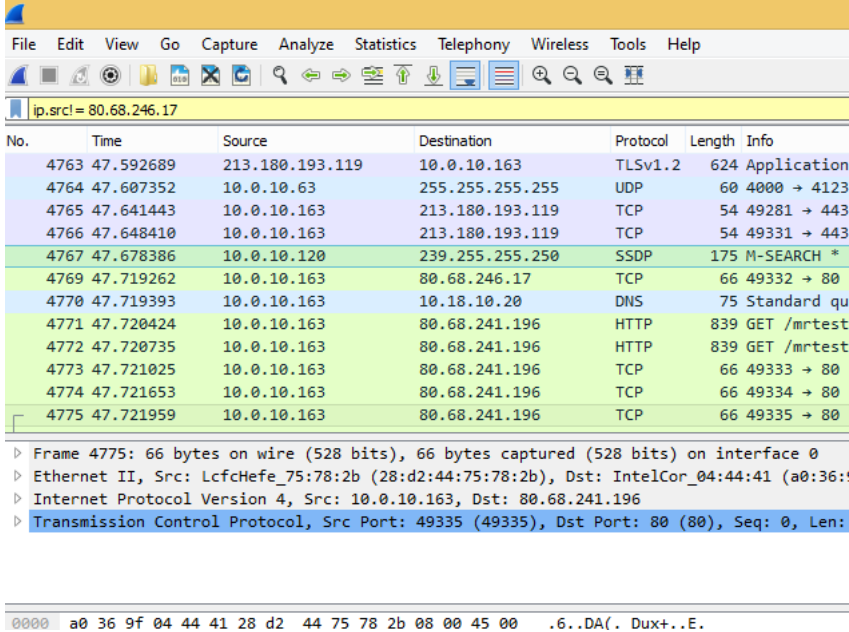 File Edit View Go Capture Analyze Statistics Telephony Wireless Tools Help
ip.src!= 80.68.246.17
No. Time Source Destination Protocol Length Info
4763 47.592689 213.180.193.119 10.0.10.163 TLSv1.2 624 Application
4764 47.607352 10.0.10.63 255.255.255.255 UDP 60 4000 → 4123
4765 47.641443 10.0.10.163 213.180.193.119 TCP 54 49281 → 443
4766 47.648410 10.0.10.163 213.180.193.119 TCP 54 49331 → 443
4767 47.678386 10.0.10.120 239.255.255.250 SSDP 175 M-SEARCH *
4769 47.719262 10.0.10.163 80.68.246.17 TCP 66 49332 → 80
4770 47.719393 10.0.10.163 10.18.10.20 DNS 75 Standard qu
4771 47.720424 10.0.10.163 80.68.241.196 HTTP 839 GET /mrtest
4772 47.720735 10.0.10.163 80.68.241.196 HTTP 839 GET /mrtest
4773 47.721025 10.0.10.163 80.68.241.196 TCP 66 49333 → 80
4774 47.721653 10.0.10.163 80.68.241.196 TCP 66 49334 → 80
4775 47.721959 10.0.10.163 80.68.241.196 TCP 66 49335 → 80
Frame 4775: 66 bytes on wire (528 bits), 66 bytes captured (528 bits) on interface 0
Ethernet II, Src: LcfcHefe_75:78:2b (28:d2:44:75:78:2b), Dst: IntelCor_04:44:41 (a0:36:9
Internet Protocol Version 4, Src: 10.0.10.163, Dst: 80.68.241.196
Transmission Control Protocol, Src Port: 49335 (49335), Dst Port: 80 (80), Seq: 0, Len:
0000 a0 36 9f 04 44 41 28 d2 44 75 78 2b 08 00 45 00 .6..DA(. Dux+..E.